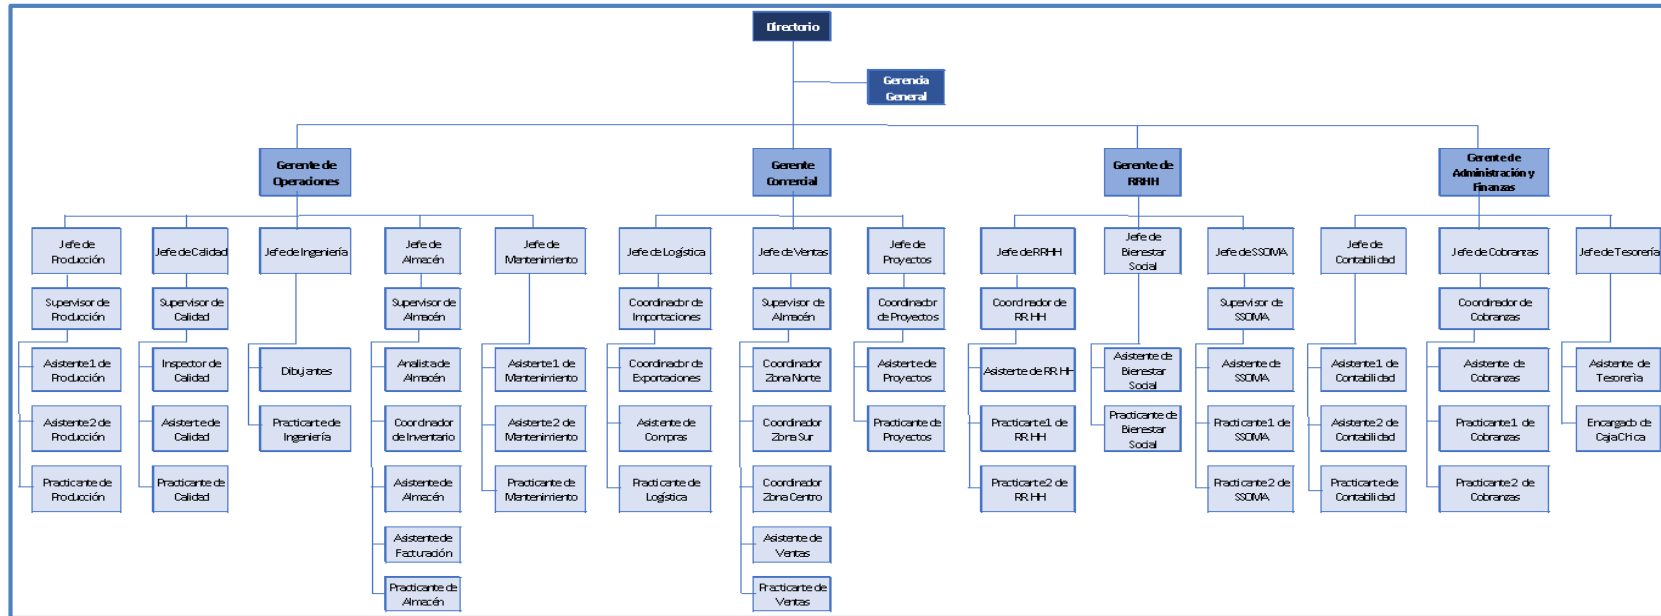 Directorio
Gerencia
General
Gerente de
Operaciones
Gerente
Comercial
Gerente de
RRHH
Gerente de
Administración y
Finanzas
Jefe de
Producción
Jefe de Calidad
Jefe de Ingeniería
Jefe de
Almacén
Jefe de
Mantenimiento
Jefe de Logística
Jefe de Ventas
Jefe de
Proyectos
Jefe de RRHH
Jefe de
Bienestar
Social
Jefe de SSOMA
Jefe de
Contabilidad
Jefe de Cobranzas
Jefe de Tesorería
Supervisor de
Producción
Supervisor de
Calidad
Supervisor de
Almacén
Coordinador de
Importaciones
Supervisor de
Almacén
Coordinador
de Proyectos
Coordinador de
RR.HH
Supervisor de
SSOMA
Coordinador de
Cobranzas
Asistente 1 de
Producción
Inspector de
Calidad
Dibujantes
Analista de
Almacén
Asistente 1 de
Mantenimiento
Coordinador de
Exportaciones
Coordinador
Zona Norte
Asistente de
Proyectos
Asistente de RR.HH
Asistente de
Bienestar
Social
Asistente de
SSOMA
Asistente 1 de
Contabilidad
Asistente de
Cobranzas
Asistente de
Tesorería
Asistente 2 de
Producción
Asistente de
Calidad
Practicante de
Ingeniería
Coordinador
de Inventario
Asistente 2 de
Mantenimiento
Asistente de
Compras
Coordinador
Zona Sur
Practicante de
Proyectos
Practicante 1 de
RR.HH
Practicante de
Bienestar
Social
Practicante 1 de
SSOMA
Asistente 2 de
Contabilidad
Practicante 1 de
Cobranzas
Encargado de
Caja Chica
Practicante de
Producción
Practicante de
Calidad
Asistente de
Almacén
Practicante de
Mantenimiento
Practicante de
Logística
Coordinador
Zona Centro
Practicante 2 de
RR.HH
Practicante 2 de
SSOMA
Practicante de
Contabilidad
Practicante 2 de
Cobranzas
Asistente de
Facturación
Asistente de
Ventas
Practicante de
Almacén
Practicante de
Ventas